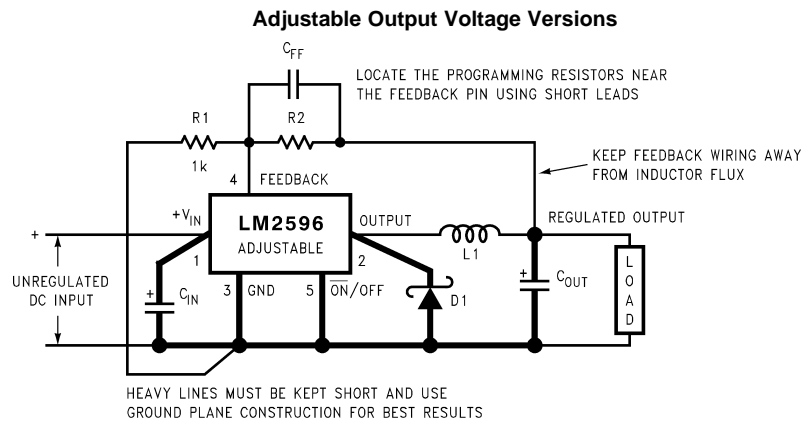 Adjustable Output Voltage Versions
CFF
LOCATE THE PROGRAMMING RESISTORS NEAR
THE FEEDBACK PIN USING SHORT LEADS
R1
R2
1k
KEEP FEEDBACK WIRING AWAY
FROM INDUCTOR FLUX
4 FEEDBACK
+VIN
LM2596
ADJUSTABLE
OUTPUT
REGULATED OUTPUT
+
1
2
L1
UNREGULATED
DC INPUT
+
CIN
3 GND
5 ON/OFF
D1
+
COUT
LOAD
HEAVY LINES MUST BE KEPT SHORT AND USE
GROUND PLANE CONSTRUCTION FOR BEST RESULTS